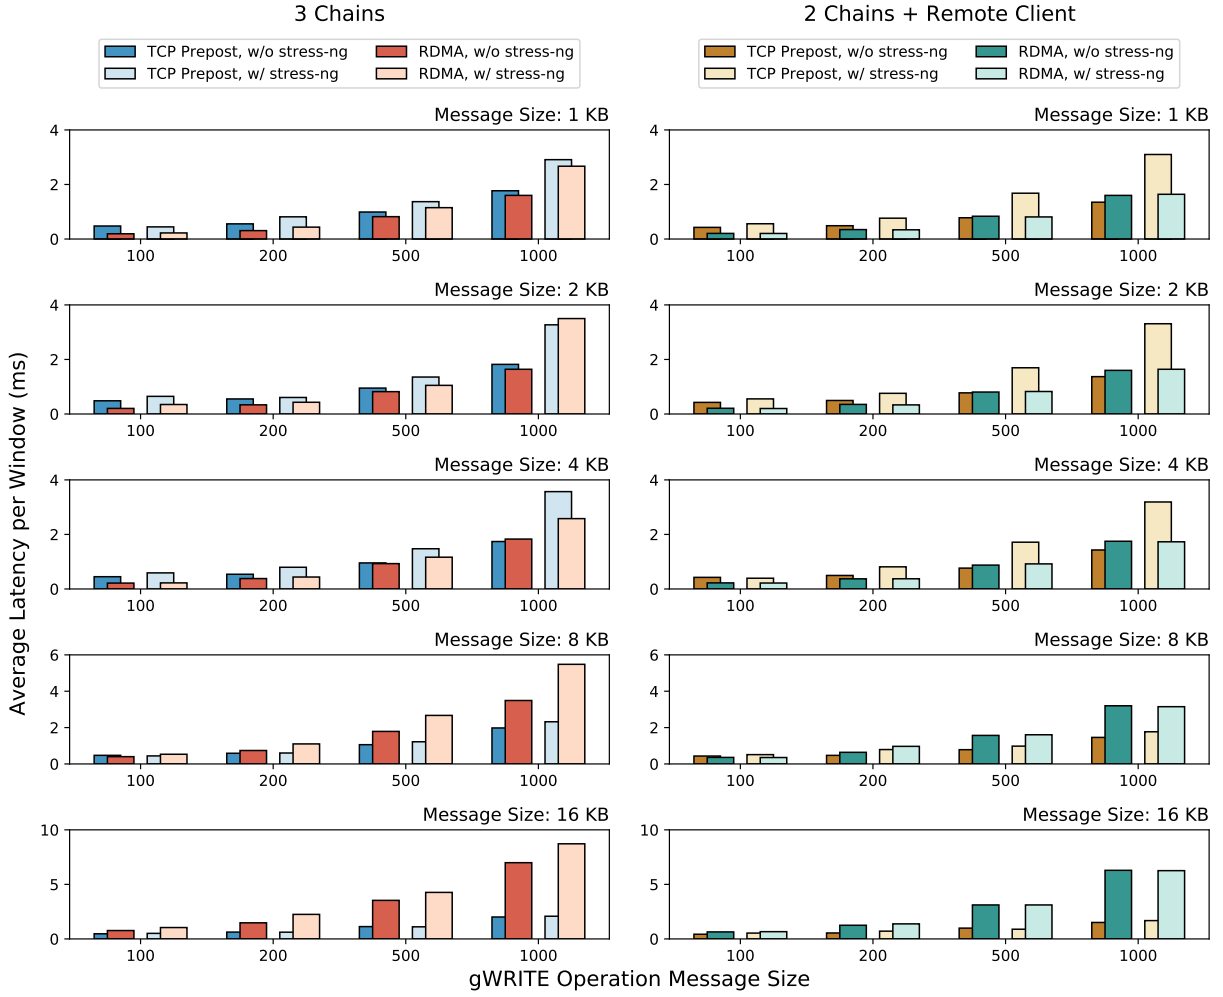 3 Chains
TCP Prepost, w/o stress-ng
RDMA, w/o stress-ng
TCP Prepost, w/ stress-ng
RDMA, w/ stress-ng
2 Chains + Remote Client
TCP Prepost, w/o stress-ng
RDMA, w/o stress-ng
TCP Prepost, w/ stress-ng
RDMA, w/ stress-ng
Average Latency per Window (ms)
Message Size: 1 KB
4
2
0
100 200 500 1000
Message Size: 1 KB
4
2
0
100 200 500 1000
Message Size: 2 KB
4
2
0
100 200 500 1000
Message Size: 2 KB
4
2
0
100 200 500 1000
Message Size: 4 KB
4
2
0
100 200 500 1000
Message Size: 4 KB
4
2
0
100 200 500 1000
Message Size: 8 KB
6
4
2
0
100 200 500 1000
Message Size: 8 KB
6
4
2
0
100 200 500 1000
Message Size: 16 KB
10
5
0
100 200 500 1000
Message Size: 16 KB
10
5
0
100 200 500 1000
gWRITE Operation Message Size